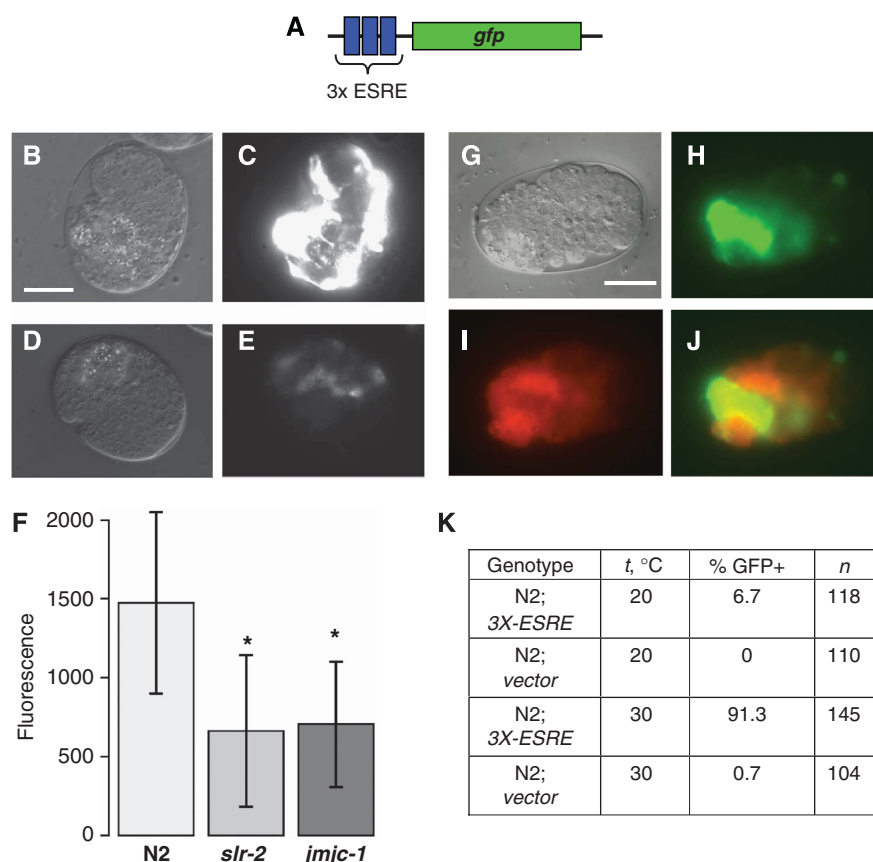 A
gfp
3x ESRE
B
C
G
H
D
E
I
J
F
2000
1500
1000
500
0
Fluorescence
*
*
N2
slr-2
jmjc-1
K
Genotype t, °C % GFP+ n
N2;
3X-ESRE 20 6.7 118
N2;
vector 20 0 110
N2;
3X-ESRE 30 91.3 145
N2;
vector 30 0.7 104